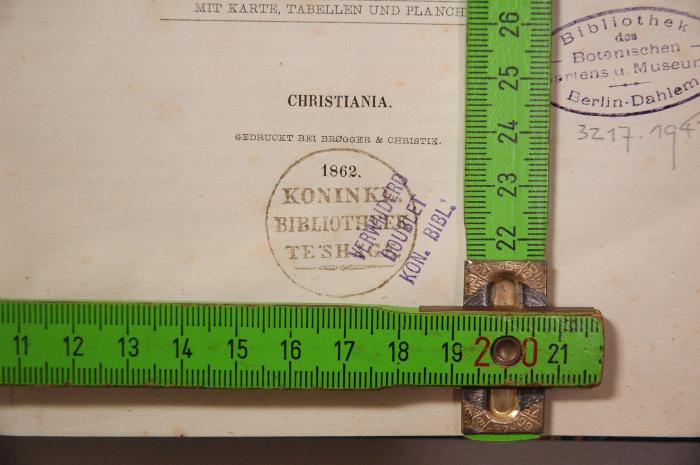 MIT KARTE, TABELLEN UND PLANCH
CHRISTIANIA.
GEDRUCKT BEI BRØGGER & CHRISTIE.
1862.
KONINKL.
BIBLIOTHEEK
TE'S HAGE
VERWIJDERD
DOUBLET
KON. BIBL.
Bibliothek
des
Botanischen
Gartens u. Museum
Berlin-Dahlem
3217.194
26
25
24
23
22
11 12 13 14 15 16 17 18 19 20 21